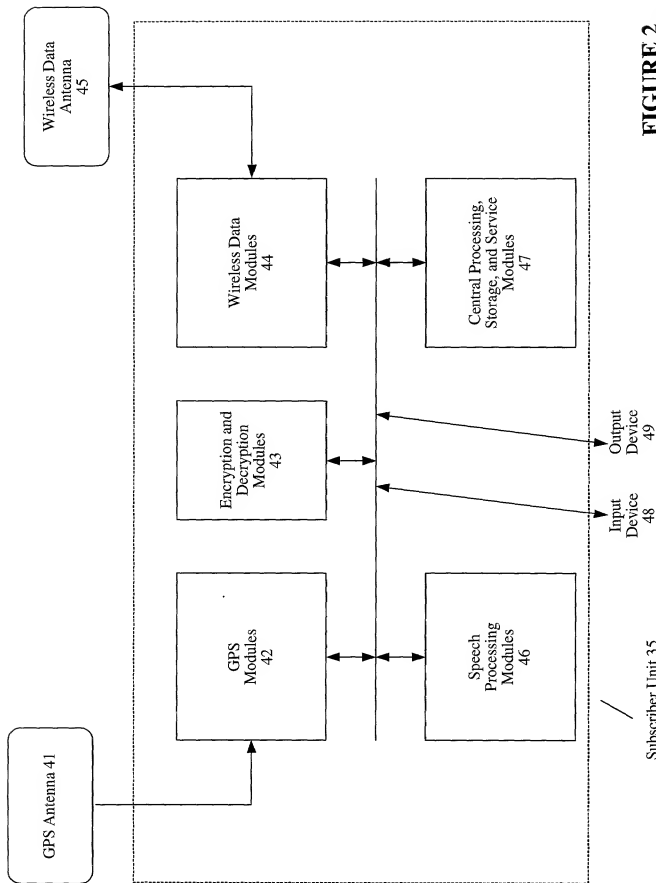 GPS Antenna 41
Wireless Data
Antenna
45
GPS
Modules
42
Encryption and
Decryption
Modules
43
Wireless Data
Modules
44
Speech
Processing
Modules
46
Central Processing,
Storage, and Service
Modules
47
Input
Device
48
Output
Device
49
Subscriber Unit 35
FIGURE 2